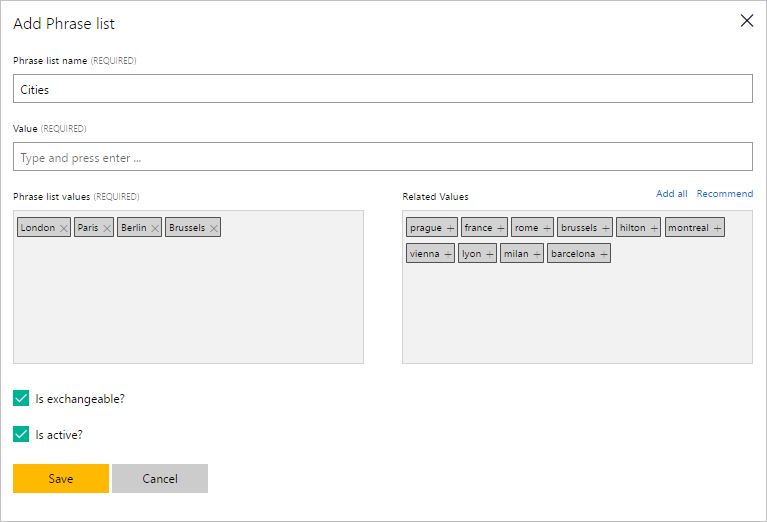 Add Phrase list
Phrase list name (REQUIRED)
Cities
Value (REQUIRED)
Type and press enter ...
Phrase list values (REQUIRED)
London Paris Berlin Brussels
Related Values Add all Recommend
prague + france + rome + brussels + hilton + montreal +
vienna + lyon + milan + barcelona +
Is exchangeable?
Is active?
Save Cancel